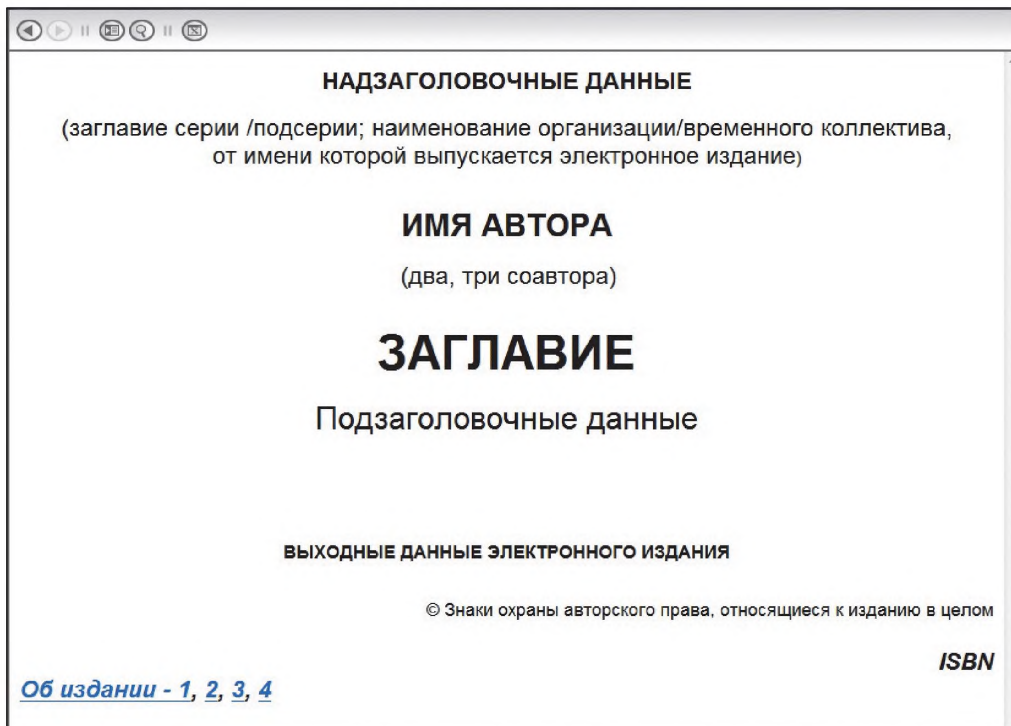 НАДЗАГОЛОВОЧНЫЕ ДАННЫЕ
(заглавие серии /подсерии; наименование организации/временного коллектива,
от имени которой выпускается электронное издание)
ИМЯ АВТОРА
(два, три соавтора)
ЗАГЛАВИЕ
Подзаголовочные данные
ВЫХОДНЫЕ ДАННЫЕ ЭЛЕКТРОННОГО ИЗДАНИЯ
© Знаки охраны авторского права, относящиеся к изданию в целом
ISBN
Об издании - 1, 2, 3, 4